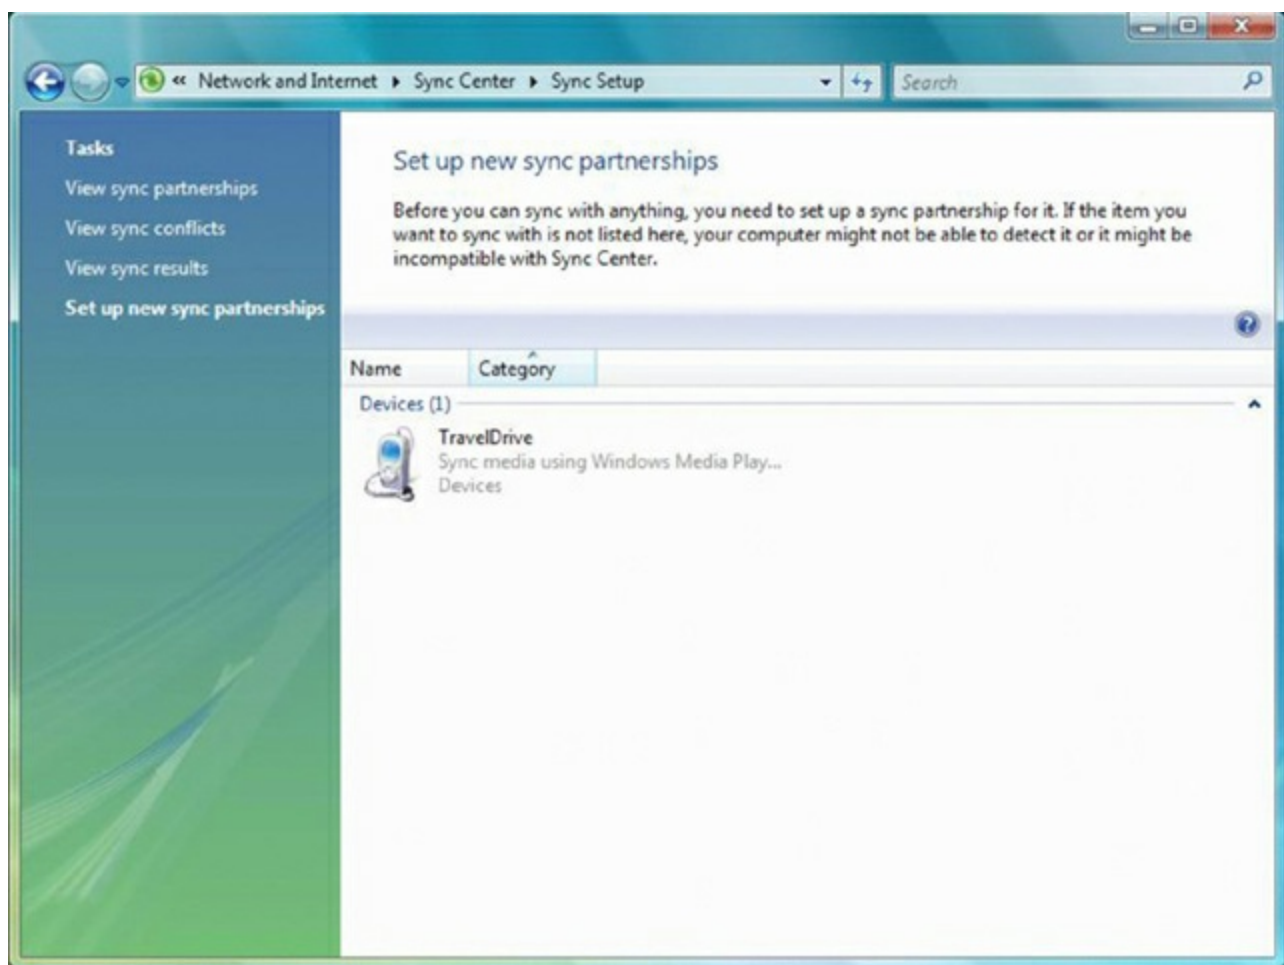 « Network and Internet ▸ Sync Center ▸ Sync Setup
Search
Tasks
View sync partnerships
View sync conflicts
View sync results
Set up new sync partnerships
Set up new sync partnerships
Before you can sync with anything, you need to set up a sync partnership for it. If the item you
want to sync with is not listed here, your computer might not be able to detect it or it might be
incompatible with Sync Center.
Name Category
Devices (1)
TravelDrive
Sync media using Windows Media Play...
Devices